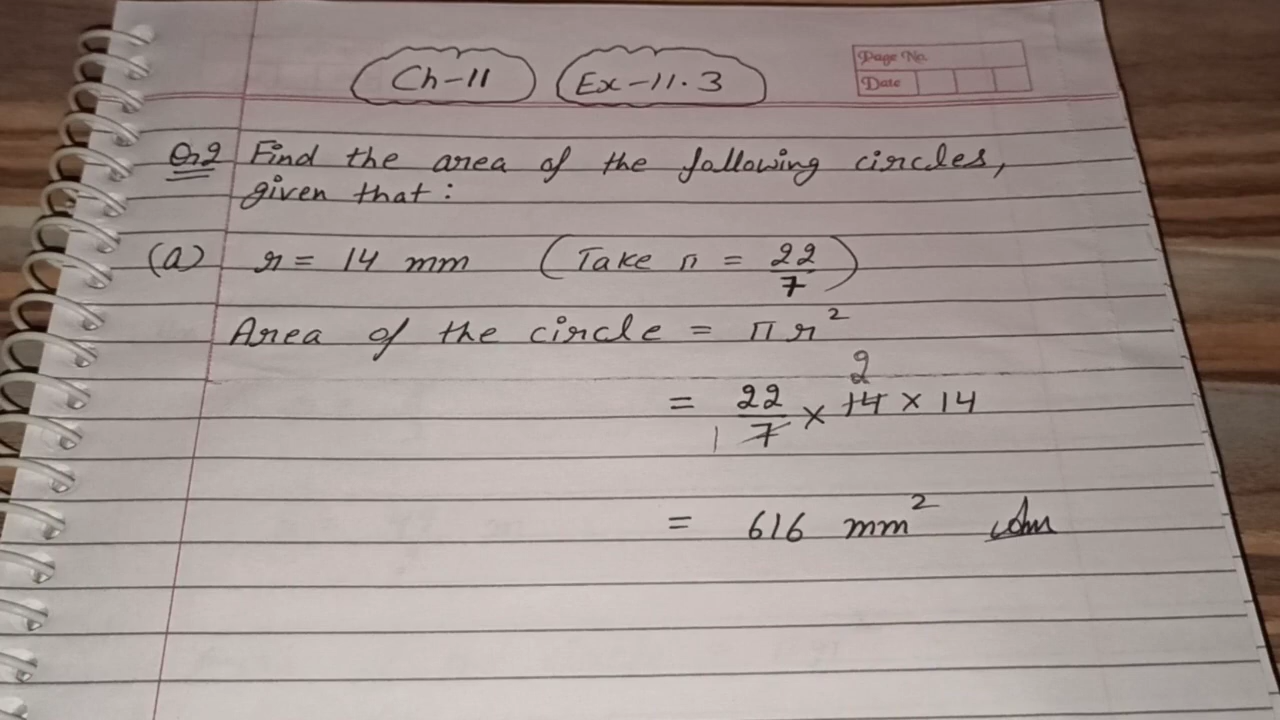 Ch-11 Ex-11.3
Page No.
Date
Q.2 Find the area of the following circles,
given that :
(a) r = 14 mm (Take π = 22/7)
Area of the circle = πr²
2
= 22/7 × 14 × 14
1
= 616 mm² Ans